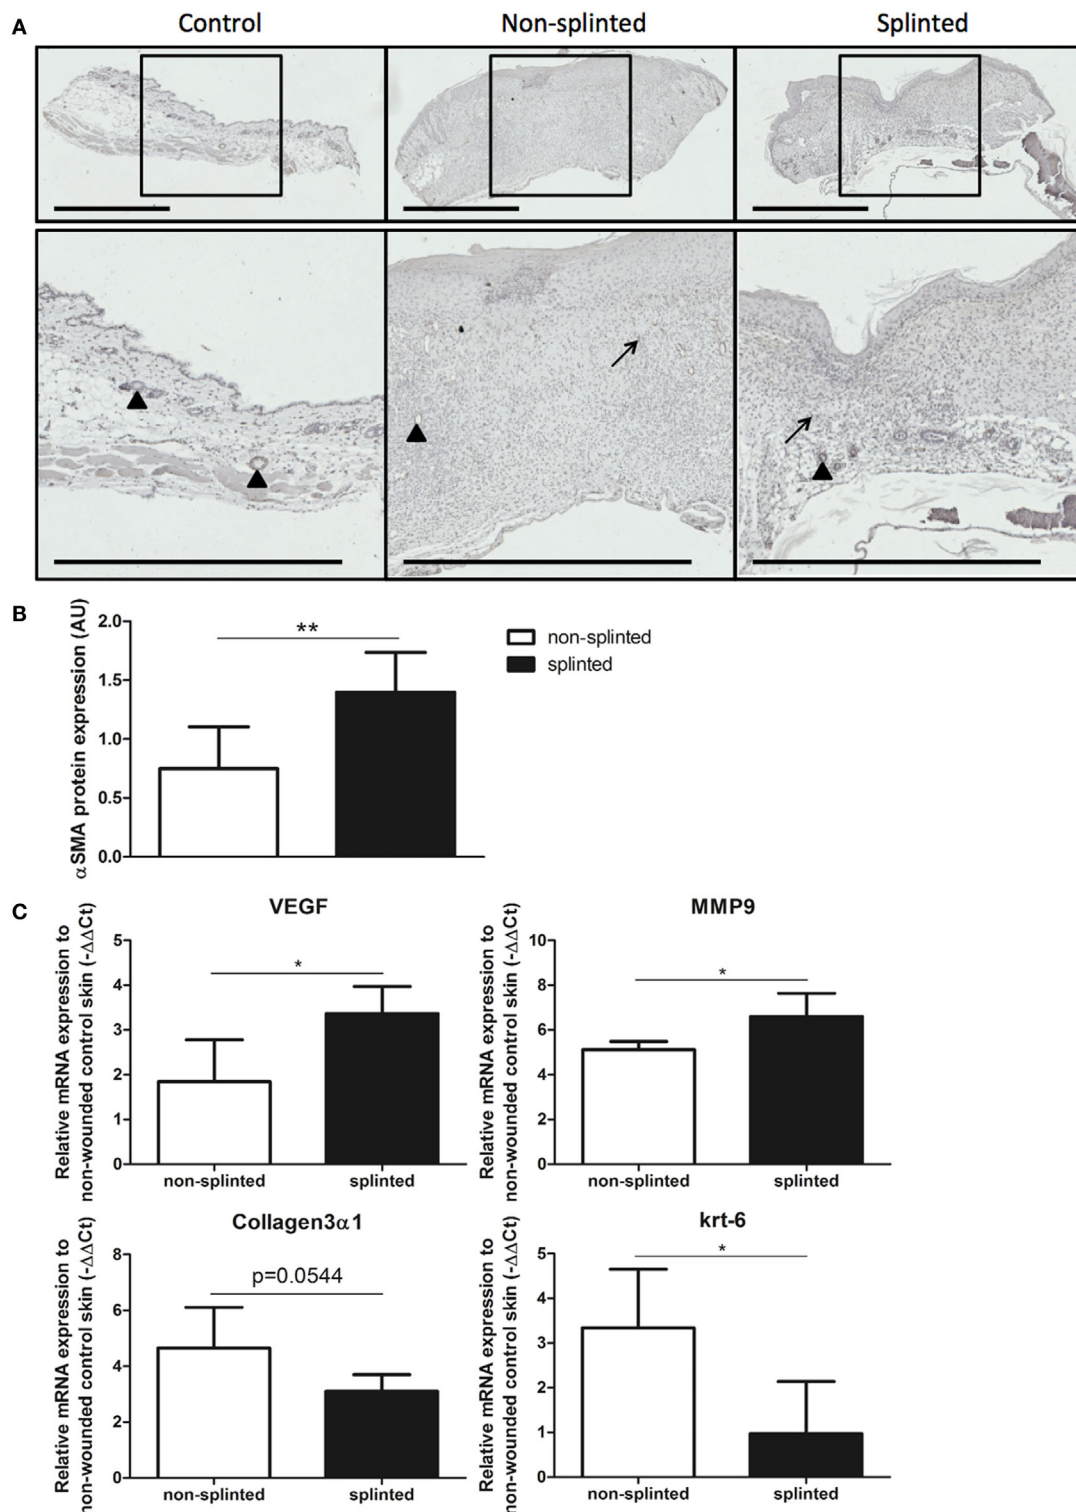 A
Control Non-splinted Splinted
B
αSMA protein expression (AU)
2.0
1.5
1.0
0.5
0.0
**
non-splinted
splinted
C
VEGF
Relative mRNA expression to
non-wounded control skin (-ΔΔCt)
5
4
3
2
1
0
*
non-splinted splinted
MMP9
Relative mRNA expression to
non-wounded control skin (-ΔΔCt)
10
8
6
4
2
0
*
non-splinted splinted
Collagen3α1
Relative mRNA expression to
non-wounded control skin (-ΔΔCt)
8
6
4
2
0
p=0.0544
non-splinted splinted
krt-6
Relative mRNA expression to
non-wounded control skin (-ΔΔCt)
5
4
3
2
1
0
*
non-splinted splinted